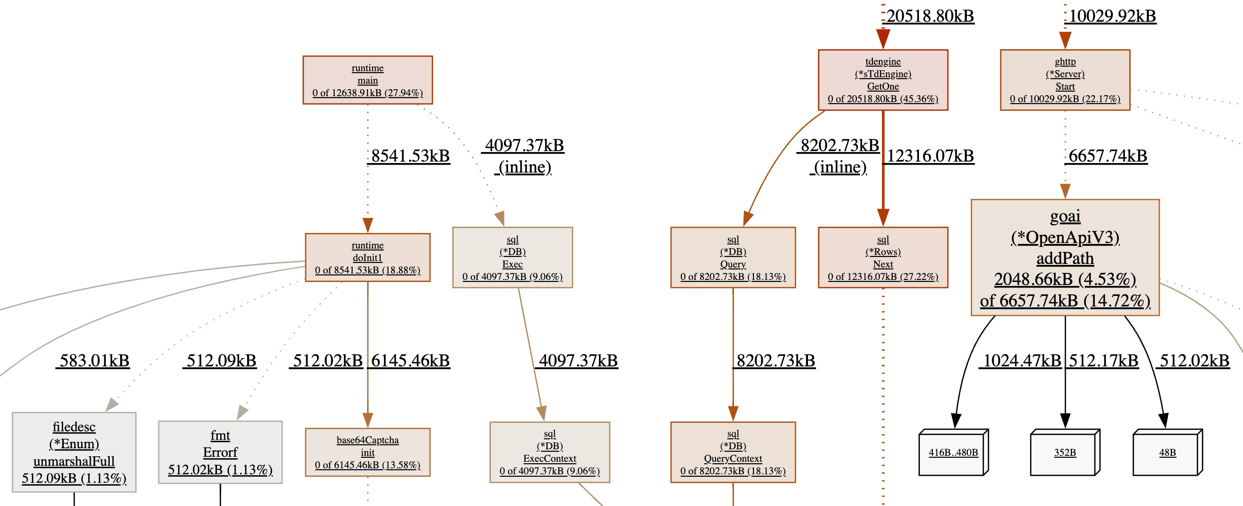 20518.80kB
10029.92kB
runtime
main
0 of 12638.91kB (27.94%)
tdengine
(*sTdEngine)
GetOne
0 of 20518.80kB (45.36%)
ghttp
(*Server)
Start
0 of 10029.92kB (22.17%)
8541.53kB
4097.37kB
(inline)
8202.73kB
(inline)
12316.07kB
6657.74kB
runtime
doInit1
0 of 8541.53kB (18.88%)
sql
(*DB)
Exec
0 of 4097.37kB (9.06%)
sql
(*DB)
Query
0 of 8202.73kB (18.13%)
sql
(*Rows)
Next
0 of 12316.07kB (27.22%)
goai
(*OpenApiV3)
addPath
2048.66kB (4.53%)
of 6657.74kB (14.72%)
583.01kB
512.09kB
512.02kB
6145.46kB
4097.37kB
8202.73kB
1024.47kB
512.17kB
512.02kB
filedesc
(*Enum)
unmarshalFull
512.09kB (1.13%)
fmt
Errorf
512.02kB (1.13%)
base64Captcha
init
0 of 6145.46kB (13.58%)
sql
(*DB)
ExecContext
0 of 4097.37kB (9.06%)
sql
(*DB)
QueryContext
0 of 8202.73kB (18.13%)
416B..480B
352B
48B